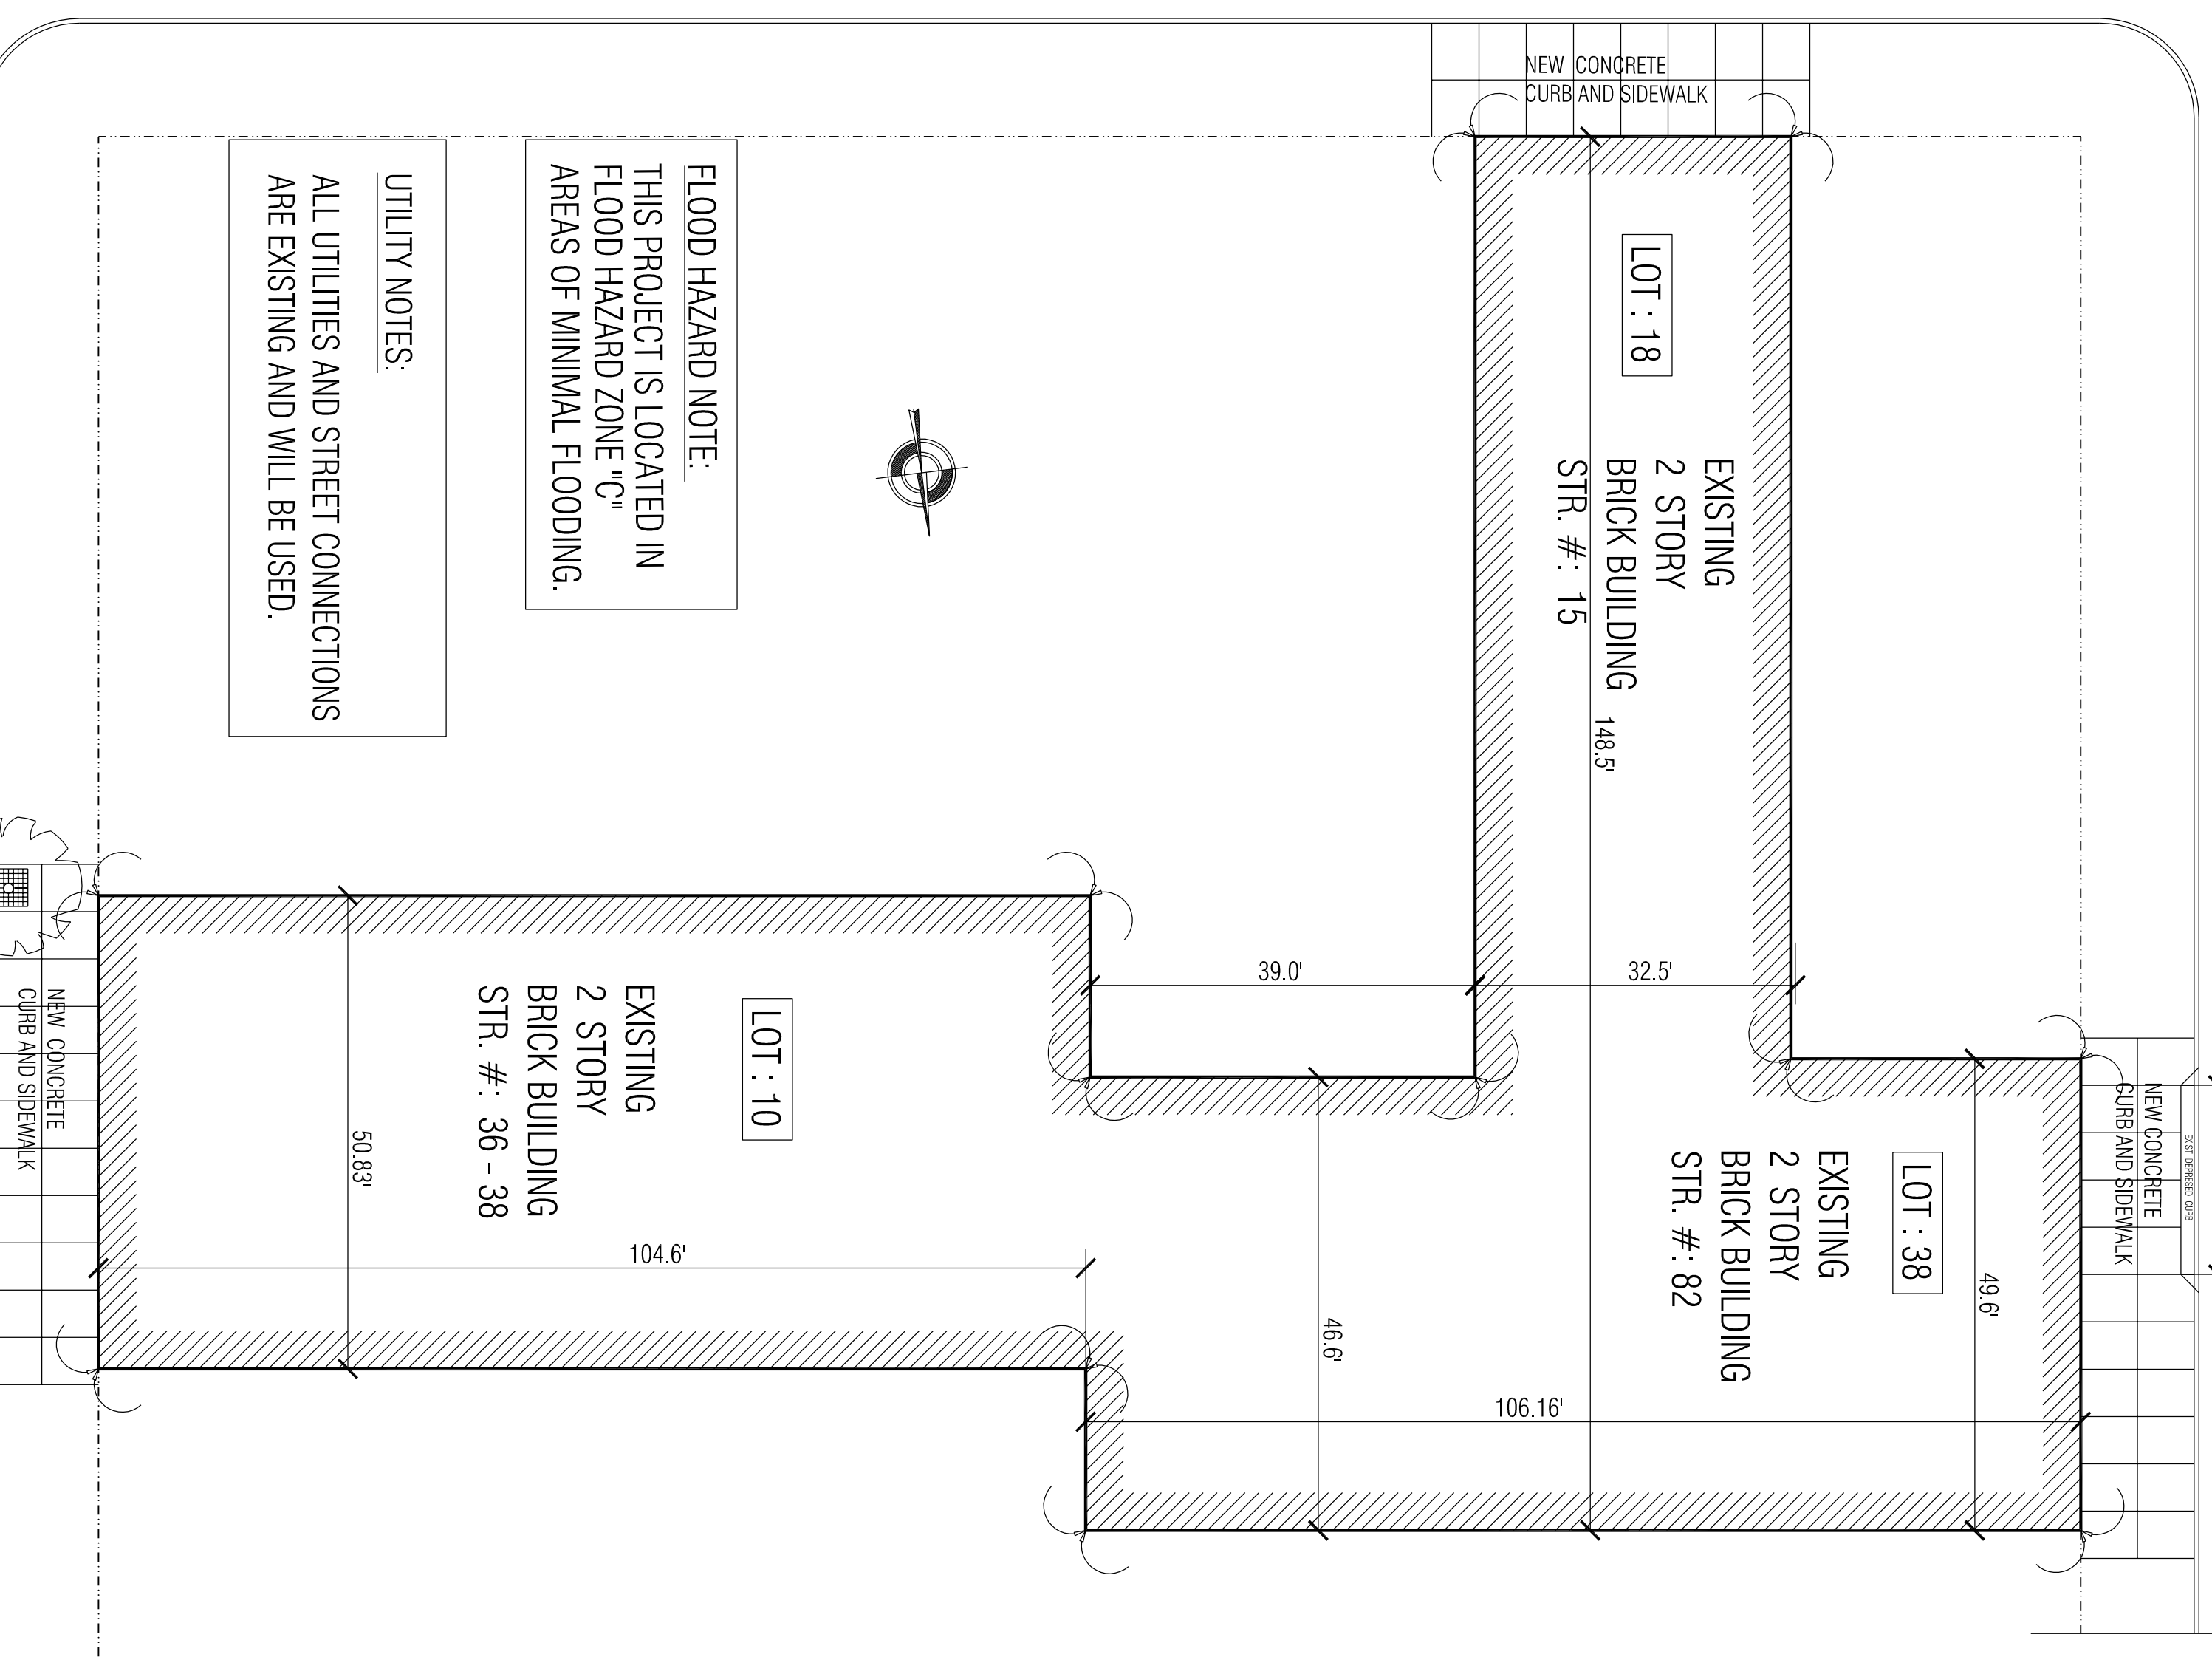 NEW CONCRETE
CURB AND SIDEWALK
UTILITY NOTES:
ALL UTILITIES AND STREET CONNECTIONS
ARE EXISTING AND WILL BE USED.
FLOOD HAZARD NOTE:
THIS PROJECT IS LOCATED IN
FLOOD HAZARD ZONE "C"
AREAS OF MINIMAL FLOODING.
LOT : 18
EXISTING
2 STORY
BRICK BUILDING
STR. #: 15
148.5'
39.0'
32.5'
NEW CONCRETE
CURB AND SIDEWALK
50.83'
EXISTING
2 STORY
BRICK BUILDING
STR. #: 36 - 38
LOT : 10
104.6'
46.6'
106.16'
EXISTING
2 STORY
BRICK BUILDING
STR. #: 82
LOT : 38
49.6'
NEW CONCRETE
CURB AND SIDEWALK
EXIST. DEPRESED CURB